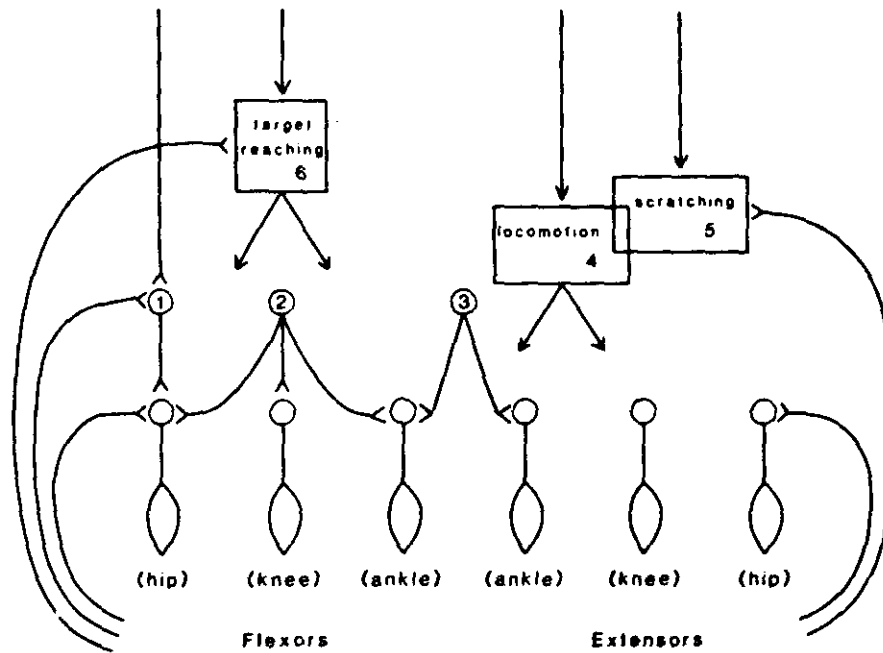 target
reaching
6
scratching
5
locomotion
4
1 2 3
(hip) (knee) (ankle) (ankle) (knee) (hip)
Flexors Extensors